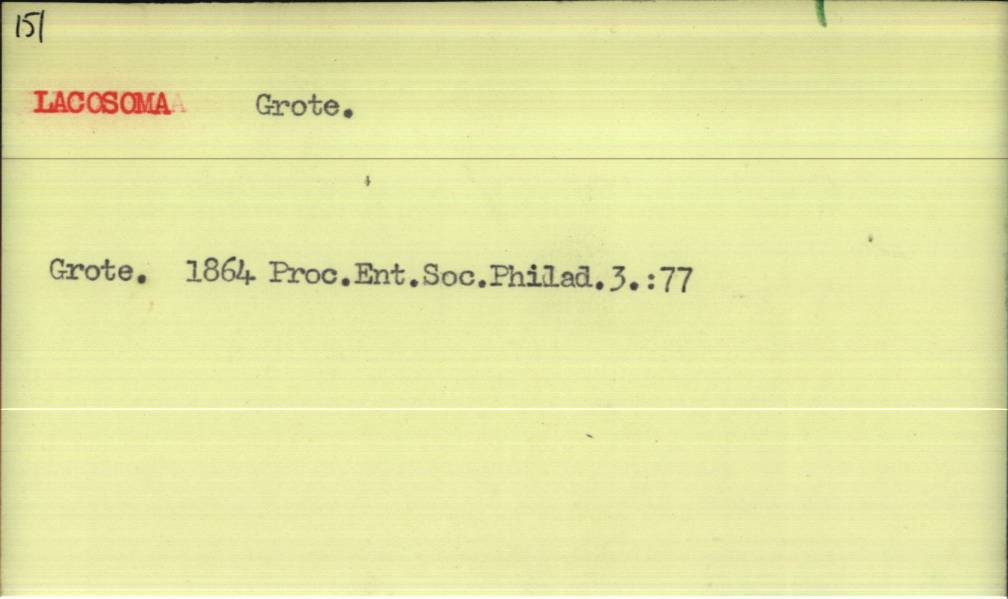 151
LACOSOMA Grote.
Grote. 1864 Proc.Ent.Soc.Philad.3.:77